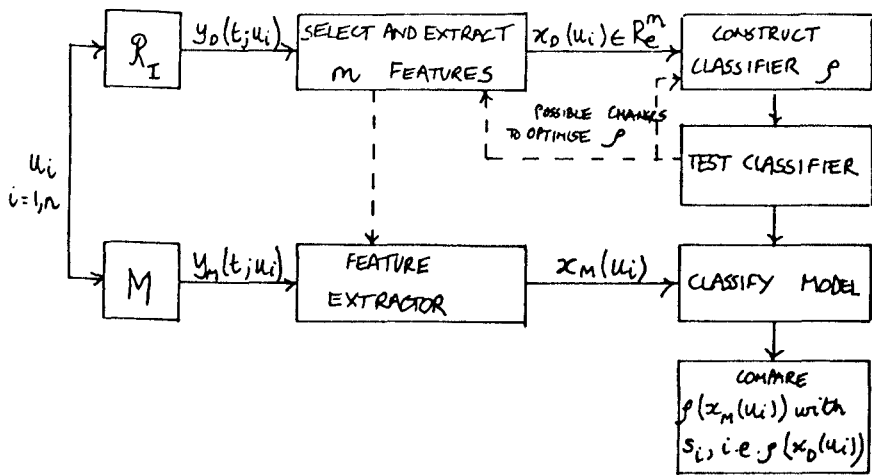 R_I
y_D(t;u_i)
SELECT AND EXTRACT
m FEATURES
x_D(u_i) ∈ R_e^m
CONSTRUCT
CLASSIFIER ρ
POSSIBLE CHANGES
TO OPTIMISE ρ
TEST CLASSIFIER
u_i
i=1,n
M
y_M(t;u_i)
FEATURE
EXTRACTOR
x_M(u_i)
CLASSIFY MODEL
COMPARE
ρ(x_M(u_i)) with
s_i, i.e. ρ(x_D(u_i))